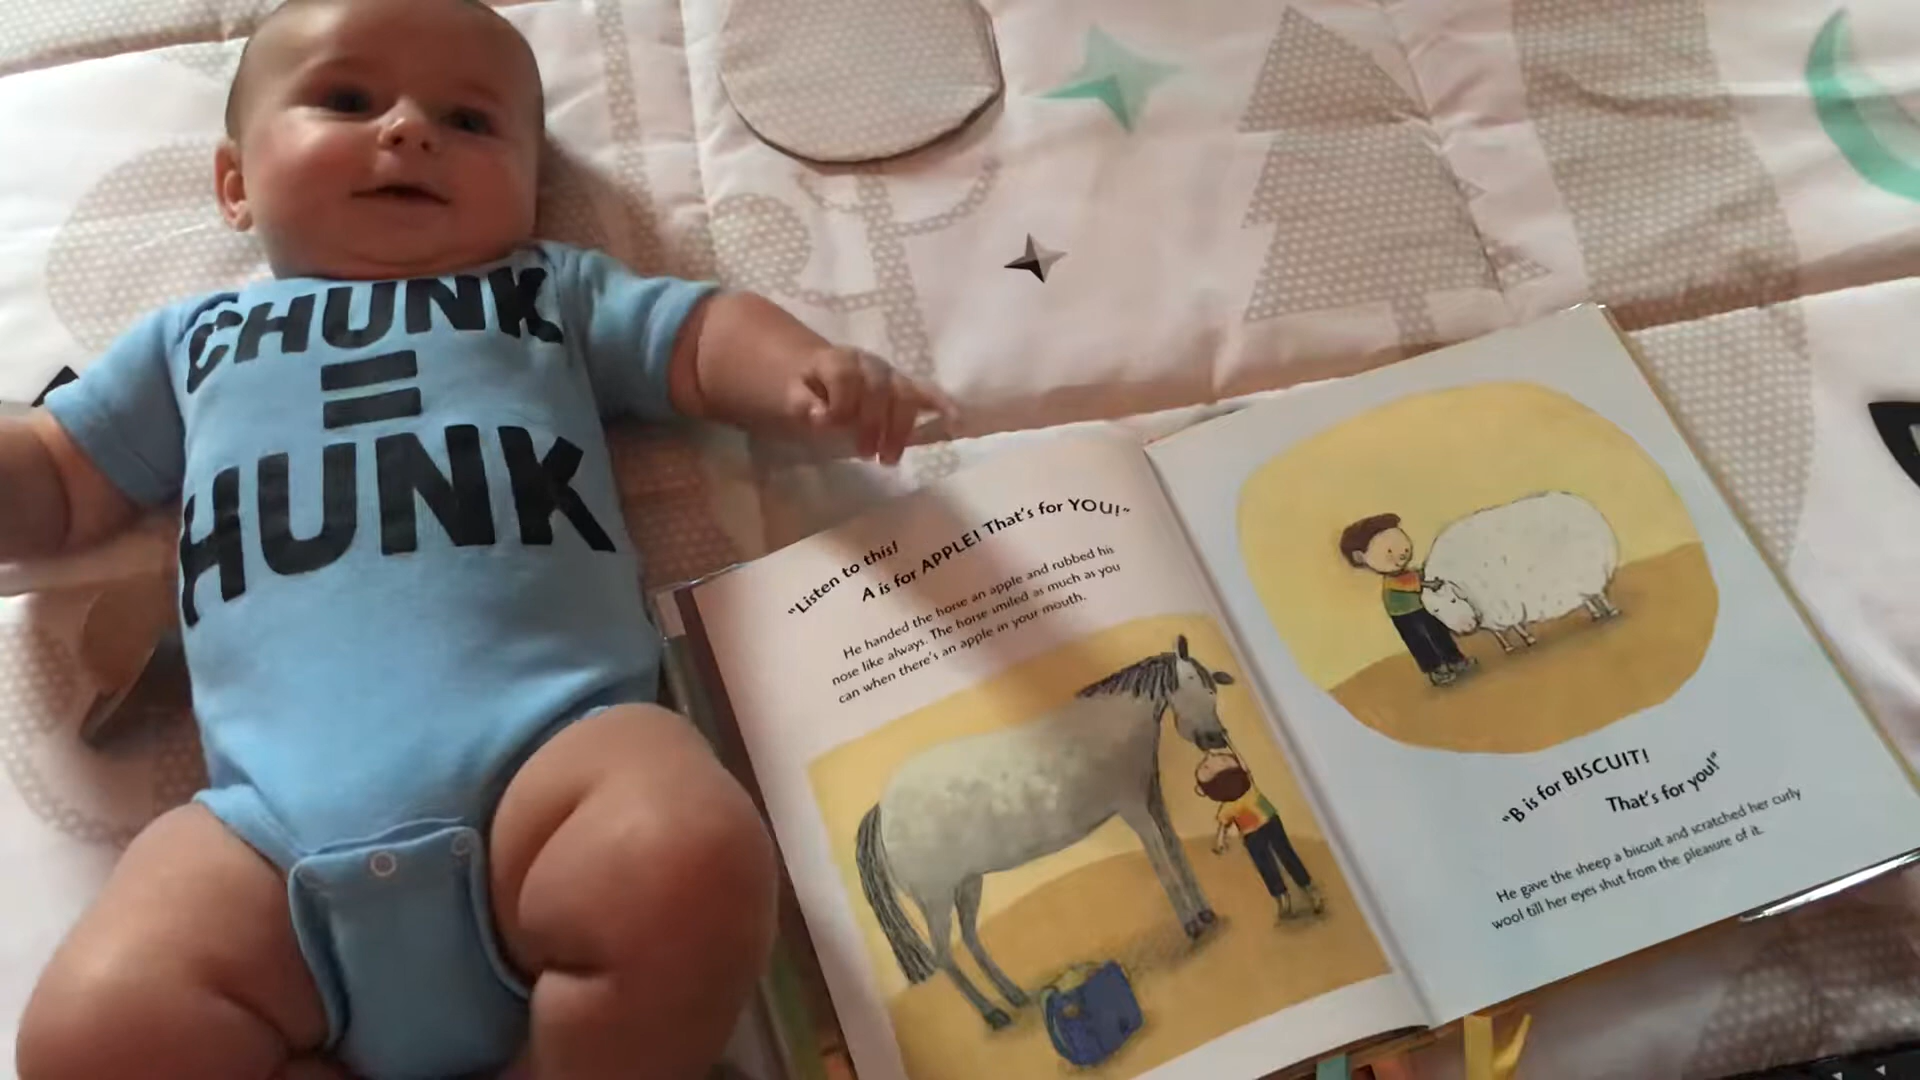 CHUNK
=
HUNK
"Listen to this!
A is for APPLE! That's for YOU!"
He handed the horse an apple and rubbed his
nose like always. The horse smiled as much as you
can when there's an apple in your mouth.
"B is for BISCUIT!
That's for you!"
He gave the sheep a biscuit and scratched her curly
wool till her eyes shut from the pleasure of it.